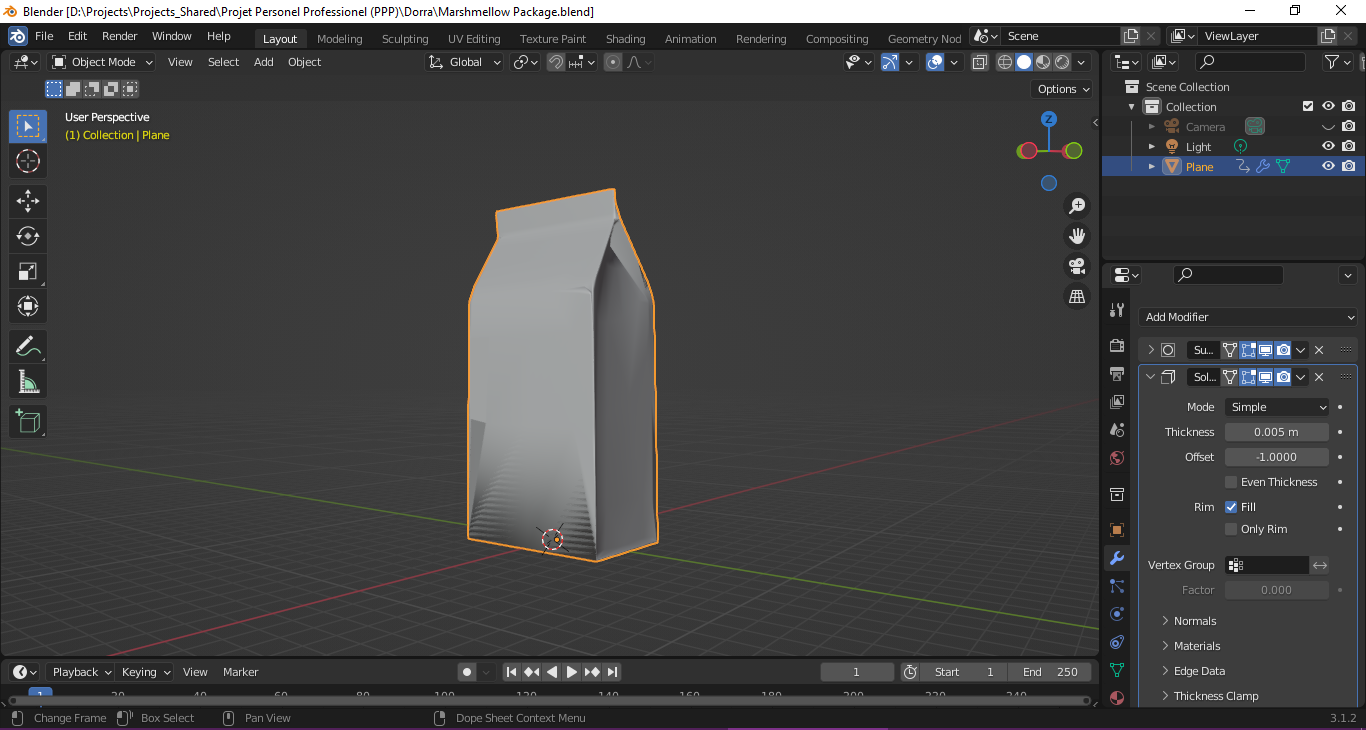 Blender [D:\Projects\Projects_Shared\Projet Personel Professionel (PPP)\Dorra\Marshmellow Package.blend]
File Edit Render Window Help Layout Modeling Sculpting UV Editing Texture Paint Shading Animation Rendering Compositing Geometry Nod Scene ViewLayer
Object Mode View Select Add Object Global
Options
User Perspective
(1) Collection | Plane
Z
Scene Collection
Collection
Camera
Light
Plane
Add Modifier
Su...
Sol...
Mode Simple
Thickness 0.005 m
Offset -1.0000
Even Thickness
Rim Fill
Only Rim
Vertex Group
Factor 0.000
Normals
Materials
Edge Data
Thickness Clamp
Playback Keying View Marker 1 Start 1 End 250
1 20 40 60 80 100 120 140 160 180 200 220 240
Change Frame Box Select Pan View Dope Sheet Context Menu 3.1.2